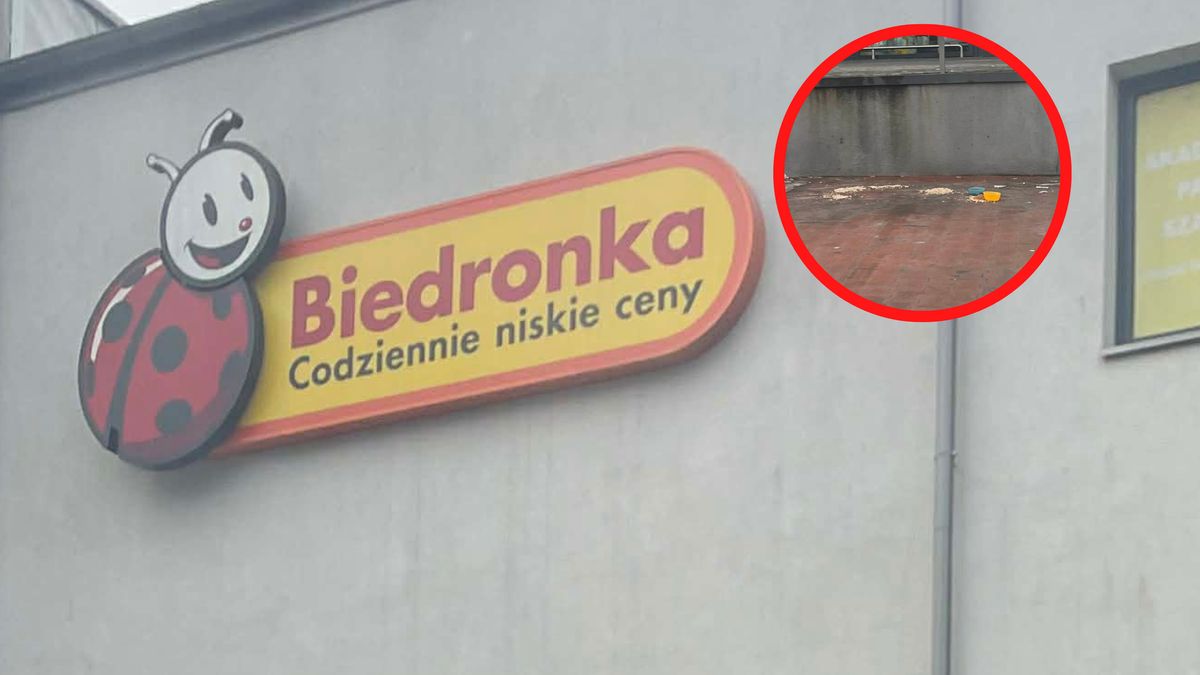 Biedronka
Codziennie niskie ceny